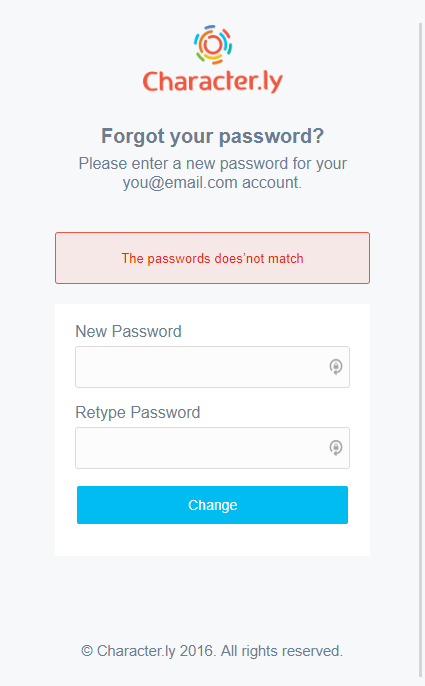 Character.ly
Forgot your password?
Please enter a new password for your
you@email.com account.
The passwords does'not match
New Password
Retype Password
Change
© Character.ly 2016. All rights reserved.